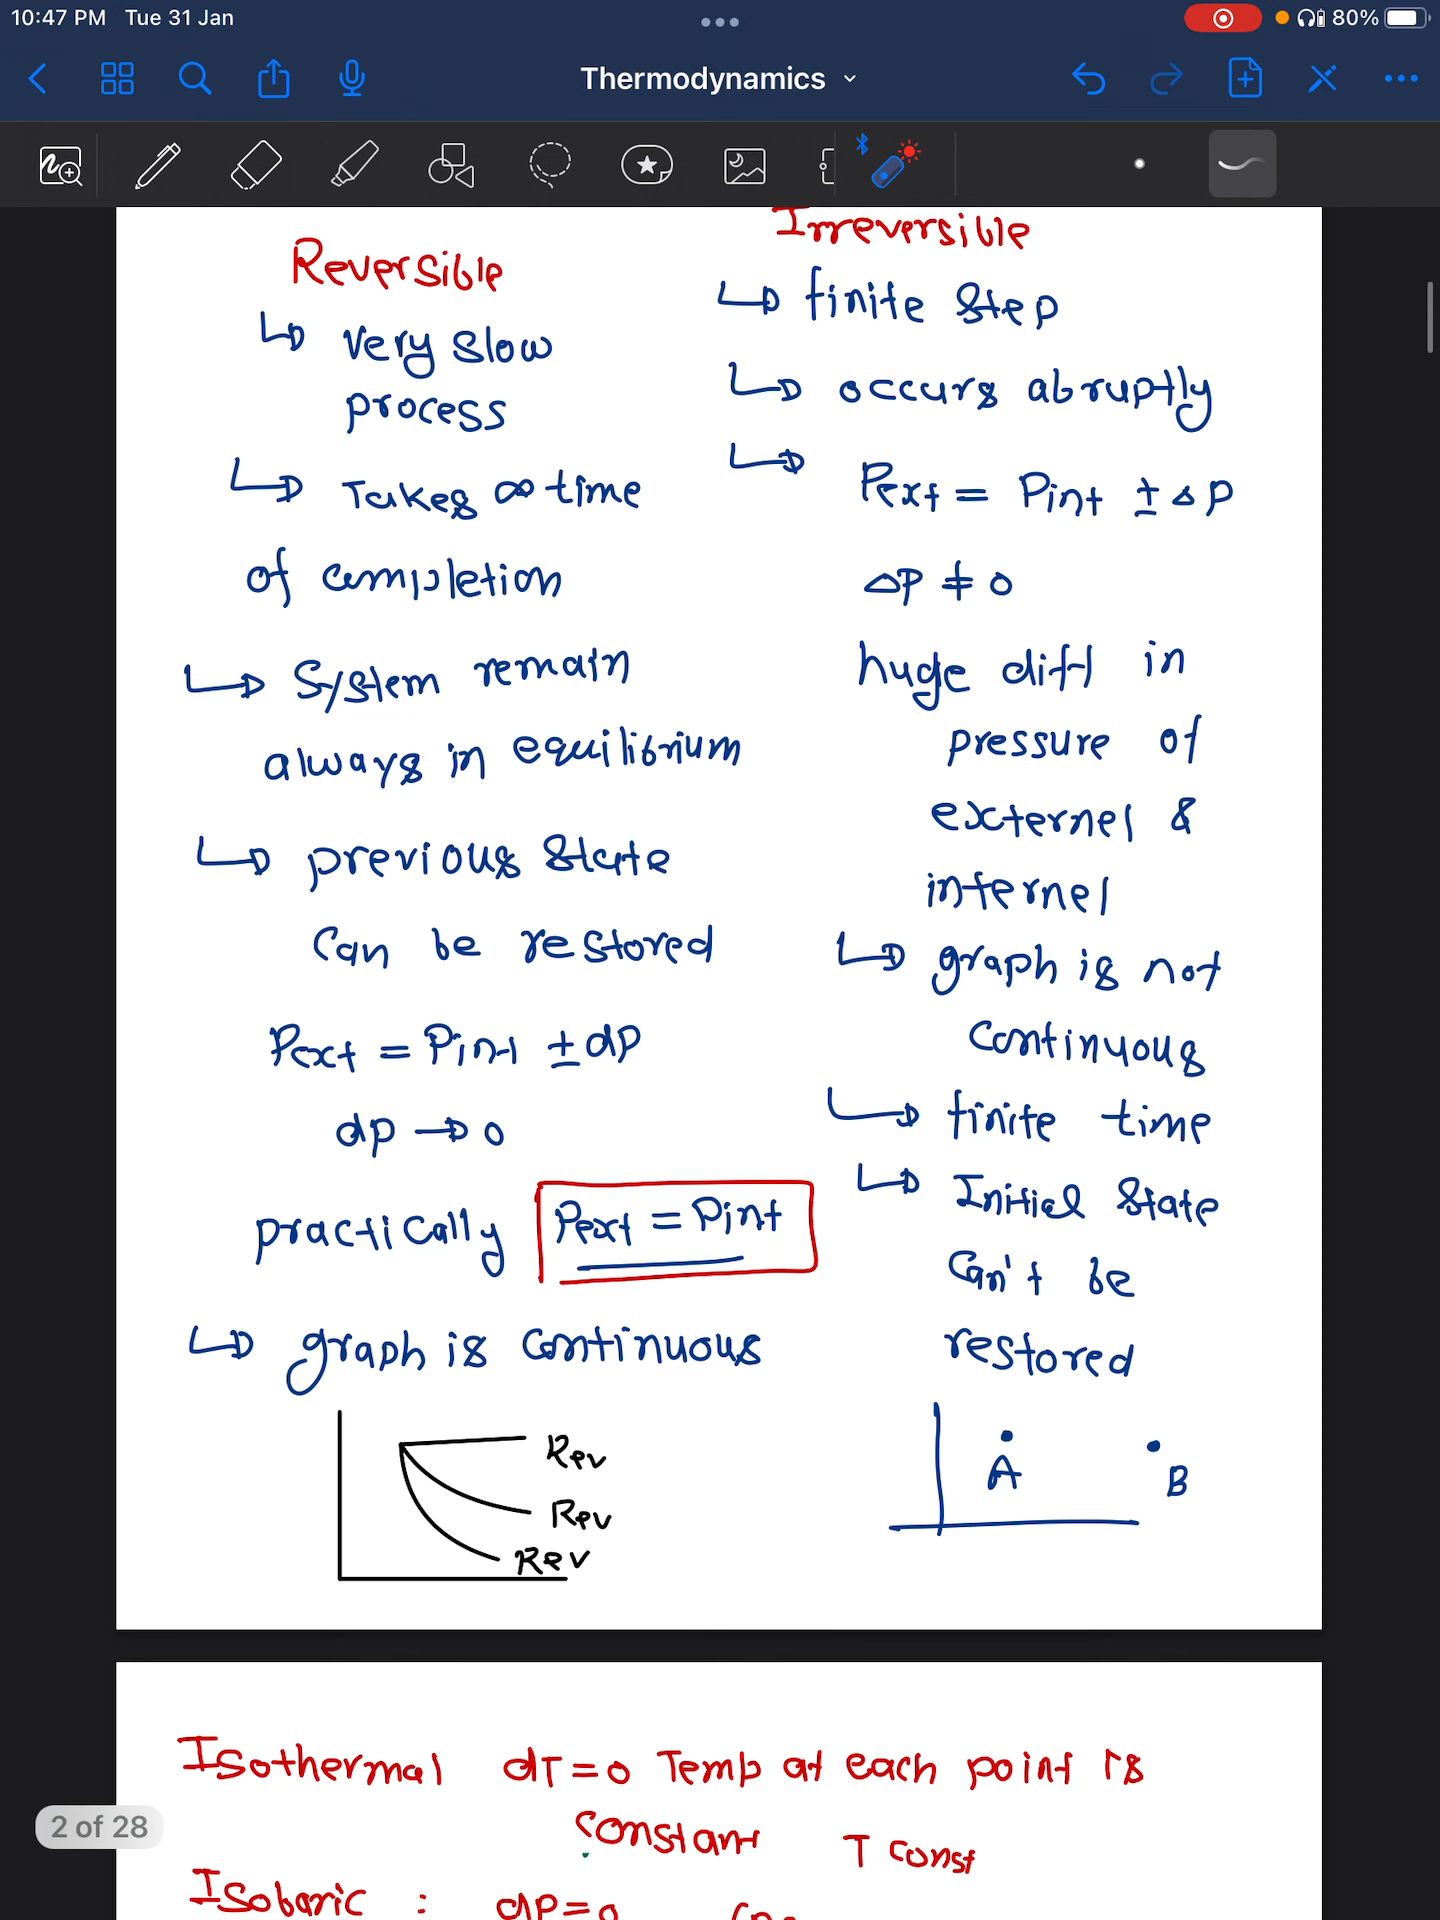 10:47 PM Tue 31 Jan
80%
Thermodynamics
Reversible
Very slow
process
Takes ∞ time
of completion
System remain
always in equilibrium
previous state
can be restored
Pext = Pint ± dp
dp → 0
practically Pext = Pint
graph is continuous
Rev
Rev
Rev
Irreversible
finite step
occurs abruptly
Pext = Pint ± ΔP
ΔP ≠ 0
huge diff in
pressure of
externel &
internel
graph is not
continuous
finite time
Initial state
can't be
restored
A
B
Isothermal dT = 0 Temp at each point is
constant T const
2 of 28
Isobaric : dP = 0